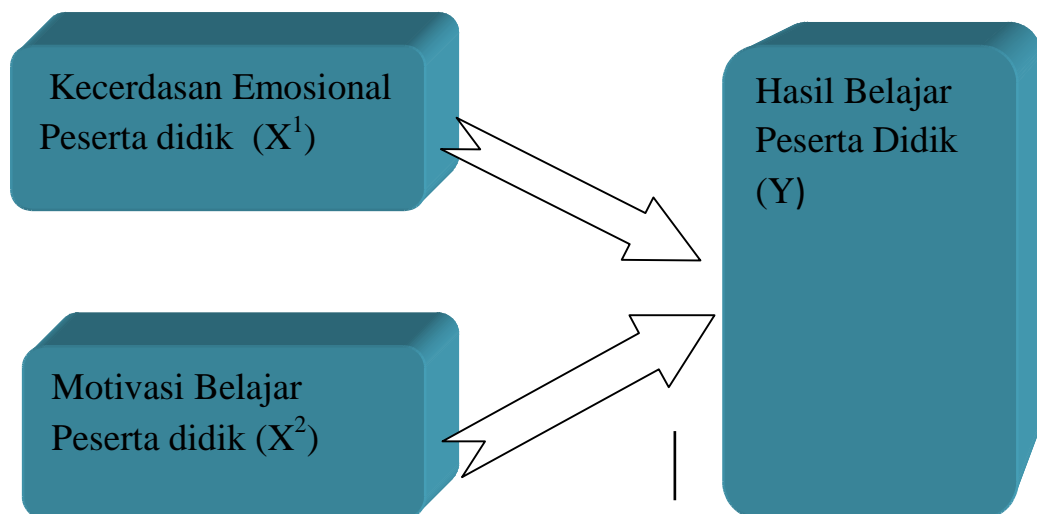 Kecerdasan Emosional
Peserta didik (X¹)
Motivasi Belajar
Peserta didik (X²)
Hasil Belajar
Peserta Didik
(Y)